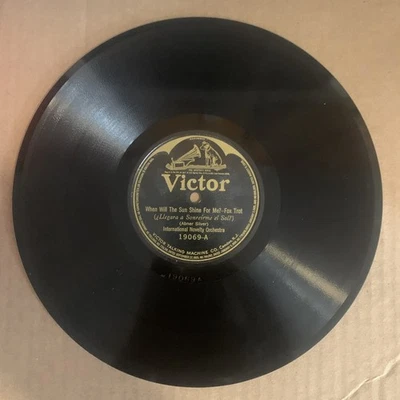 Victor
When Will The Sun Shine For Me?-Fox Trot
(¿Llegara a Sonreirme el Sol?)
(Abner Silver)
International Novelty Orchestra
19069-A
VICTOR TALKING MACHINE CO. Camden, N.J.